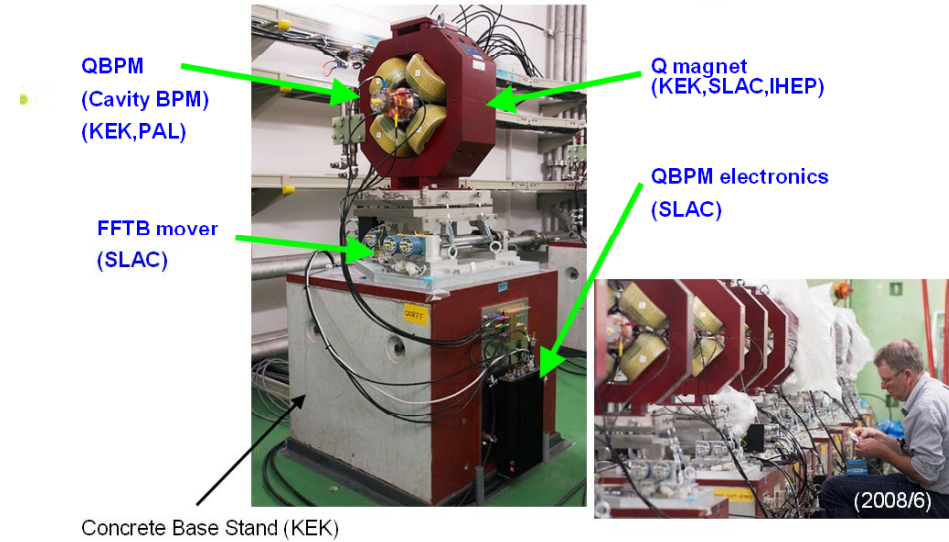 QBPM
(Cavity BPM)
(KEK,PAL)
Q magnet
(KEK,SLAC,IHEP)
QBPM electronics
(SLAC)
FFTB mover
(SLAC)
QD8FF
(2008/6)
Concrete Base Stand (KEK)